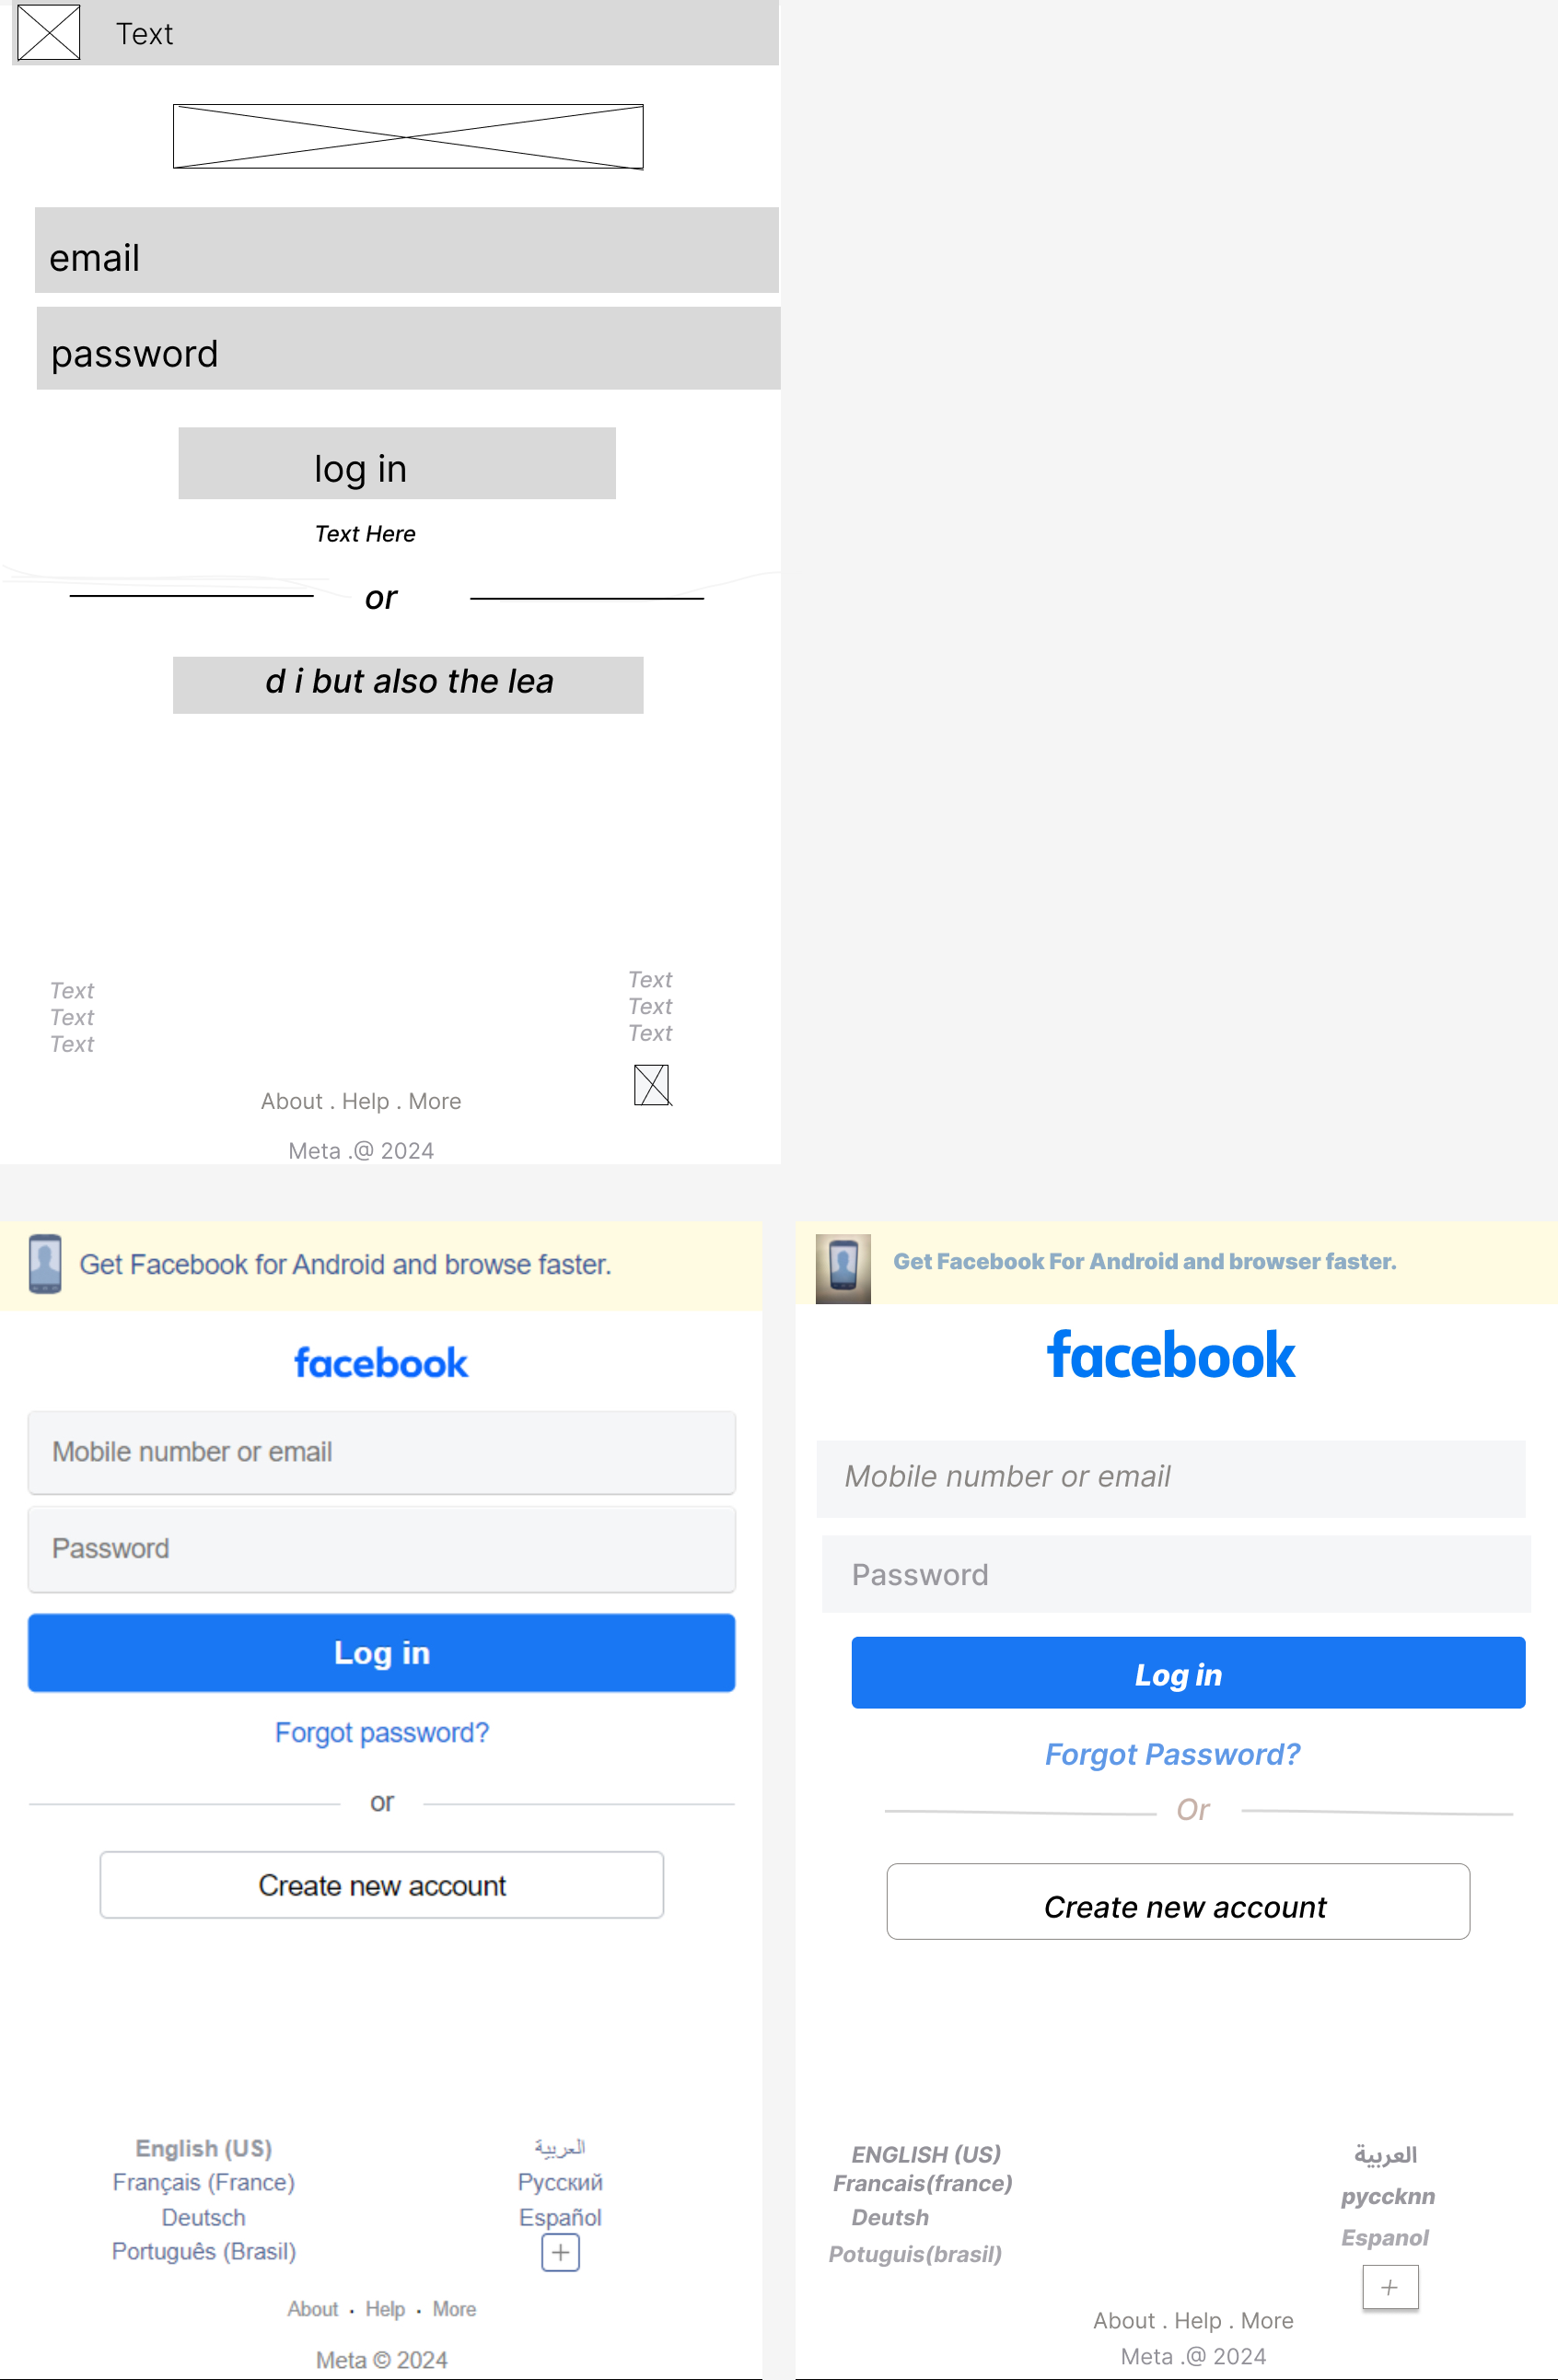 Text
email
password
log in
Text Here
or
d i but also the lea
Text
Text
Text
Text
Text
Text
About . Help . More
Meta .@ 2024
Get Facebook for Android and browse faster.
facebook
Mobile number or email
Password
Log in
Forgot password?
or
Create new account
English (US)
Français (France)
Deutsch
Português (Brasil)
العربية
Русский
Español
+
About · Help · More
Meta © 2024
Get Facebook For Android and browser faster.
facebook
Mobile number or email
Password
Log in
Forgot Password?
Or
Create new account
ENGLISH (US)
Francais(france)
Deutsh
Potuguis(brasil)
العربية
pyccknn
Espanol
+
About . Help . More
Meta .@ 2024